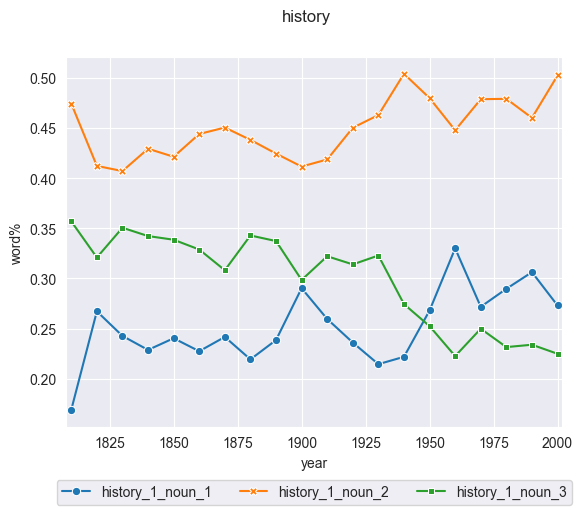 history
0.50
0.45
0.40
0.35
0.30
0.25
0.20
word%
1825 1850 1875 1900 1925 1950 1975 2000
year
history_1_noun_1 history_1_noun_2 history_1_noun_3